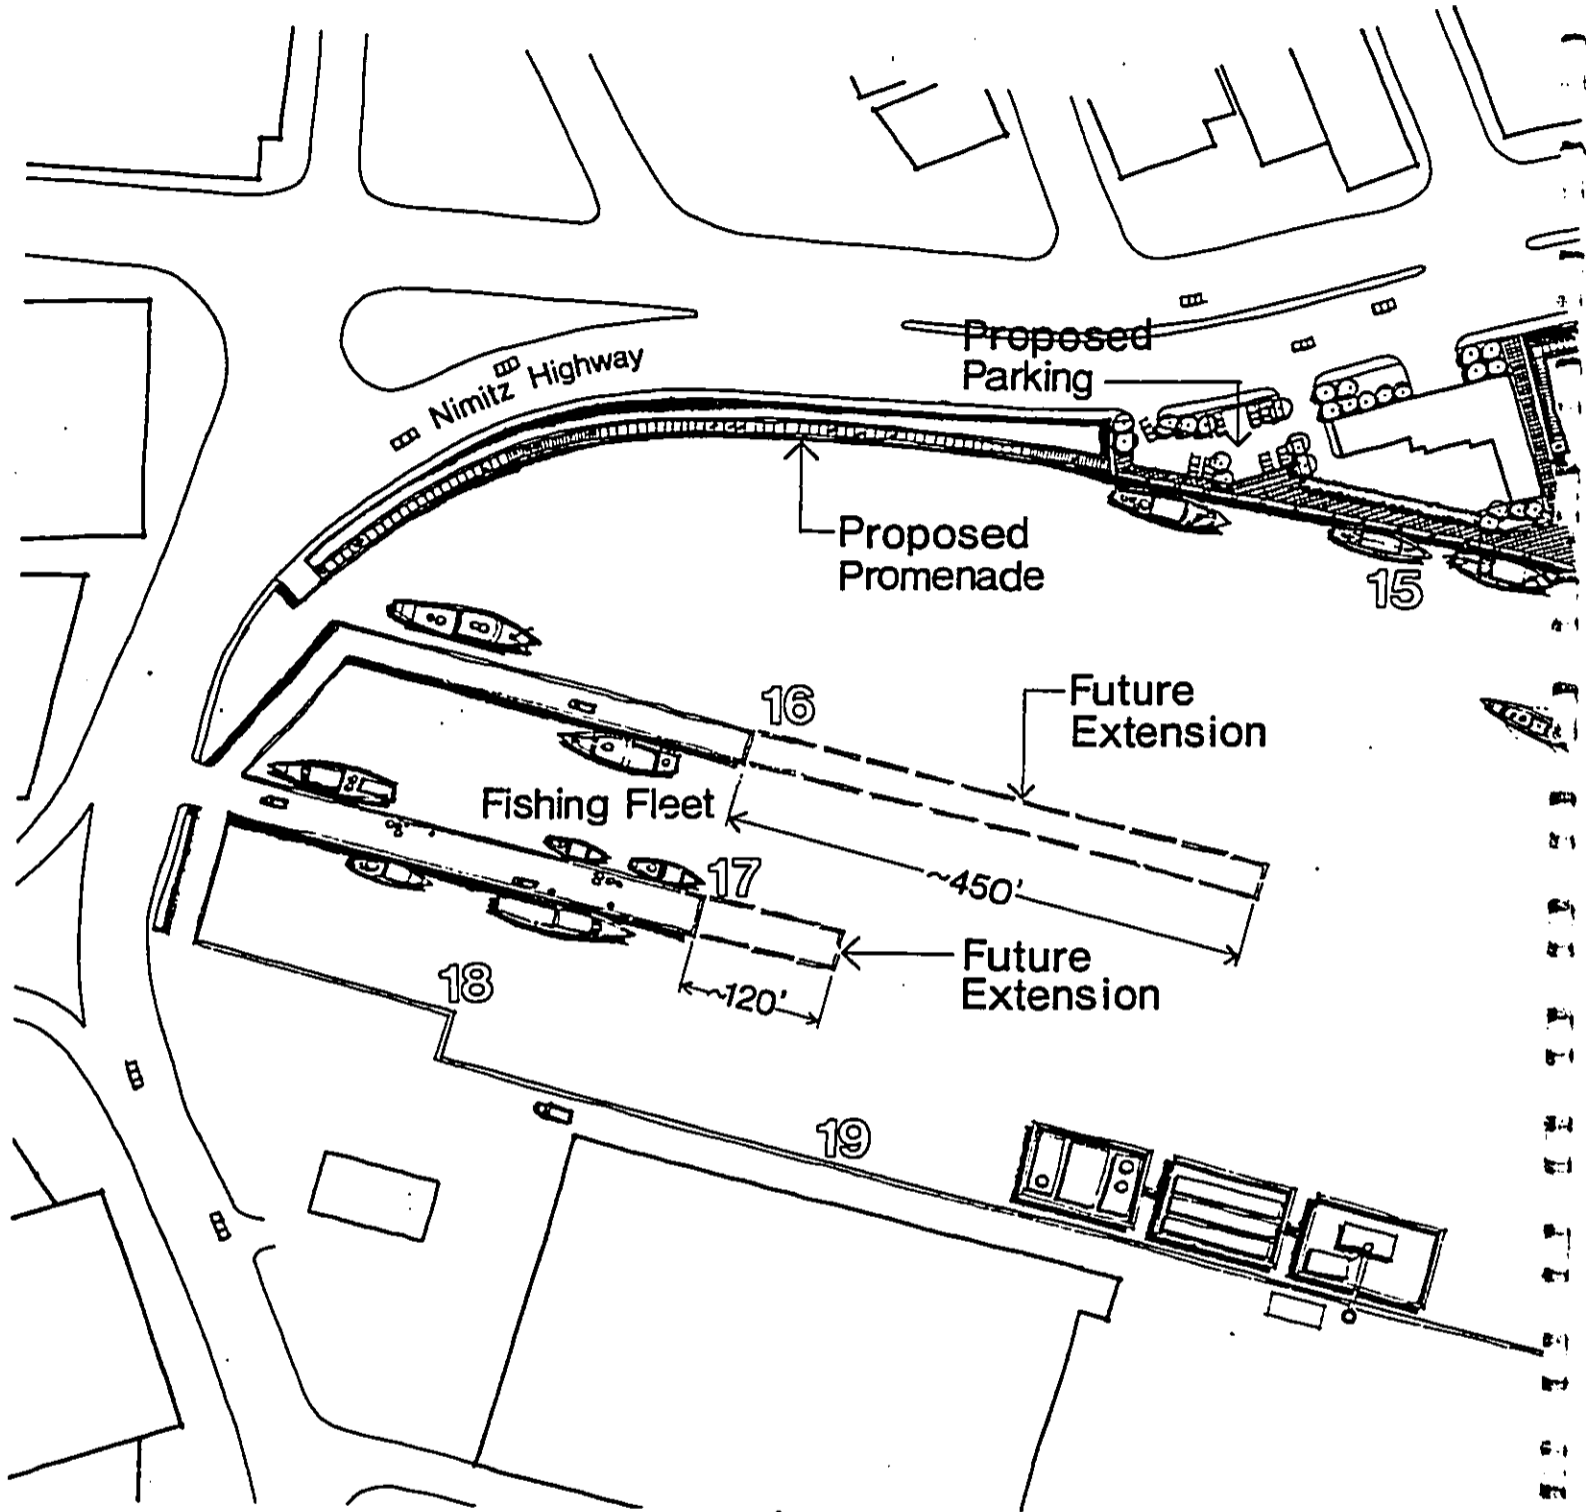 Proposed
Parking
Nimitz Highway
Proposed
Promenade
15
16
Future
Extension
Fishing Fleet
17
~450'
Future
Extension
18
~120'
19